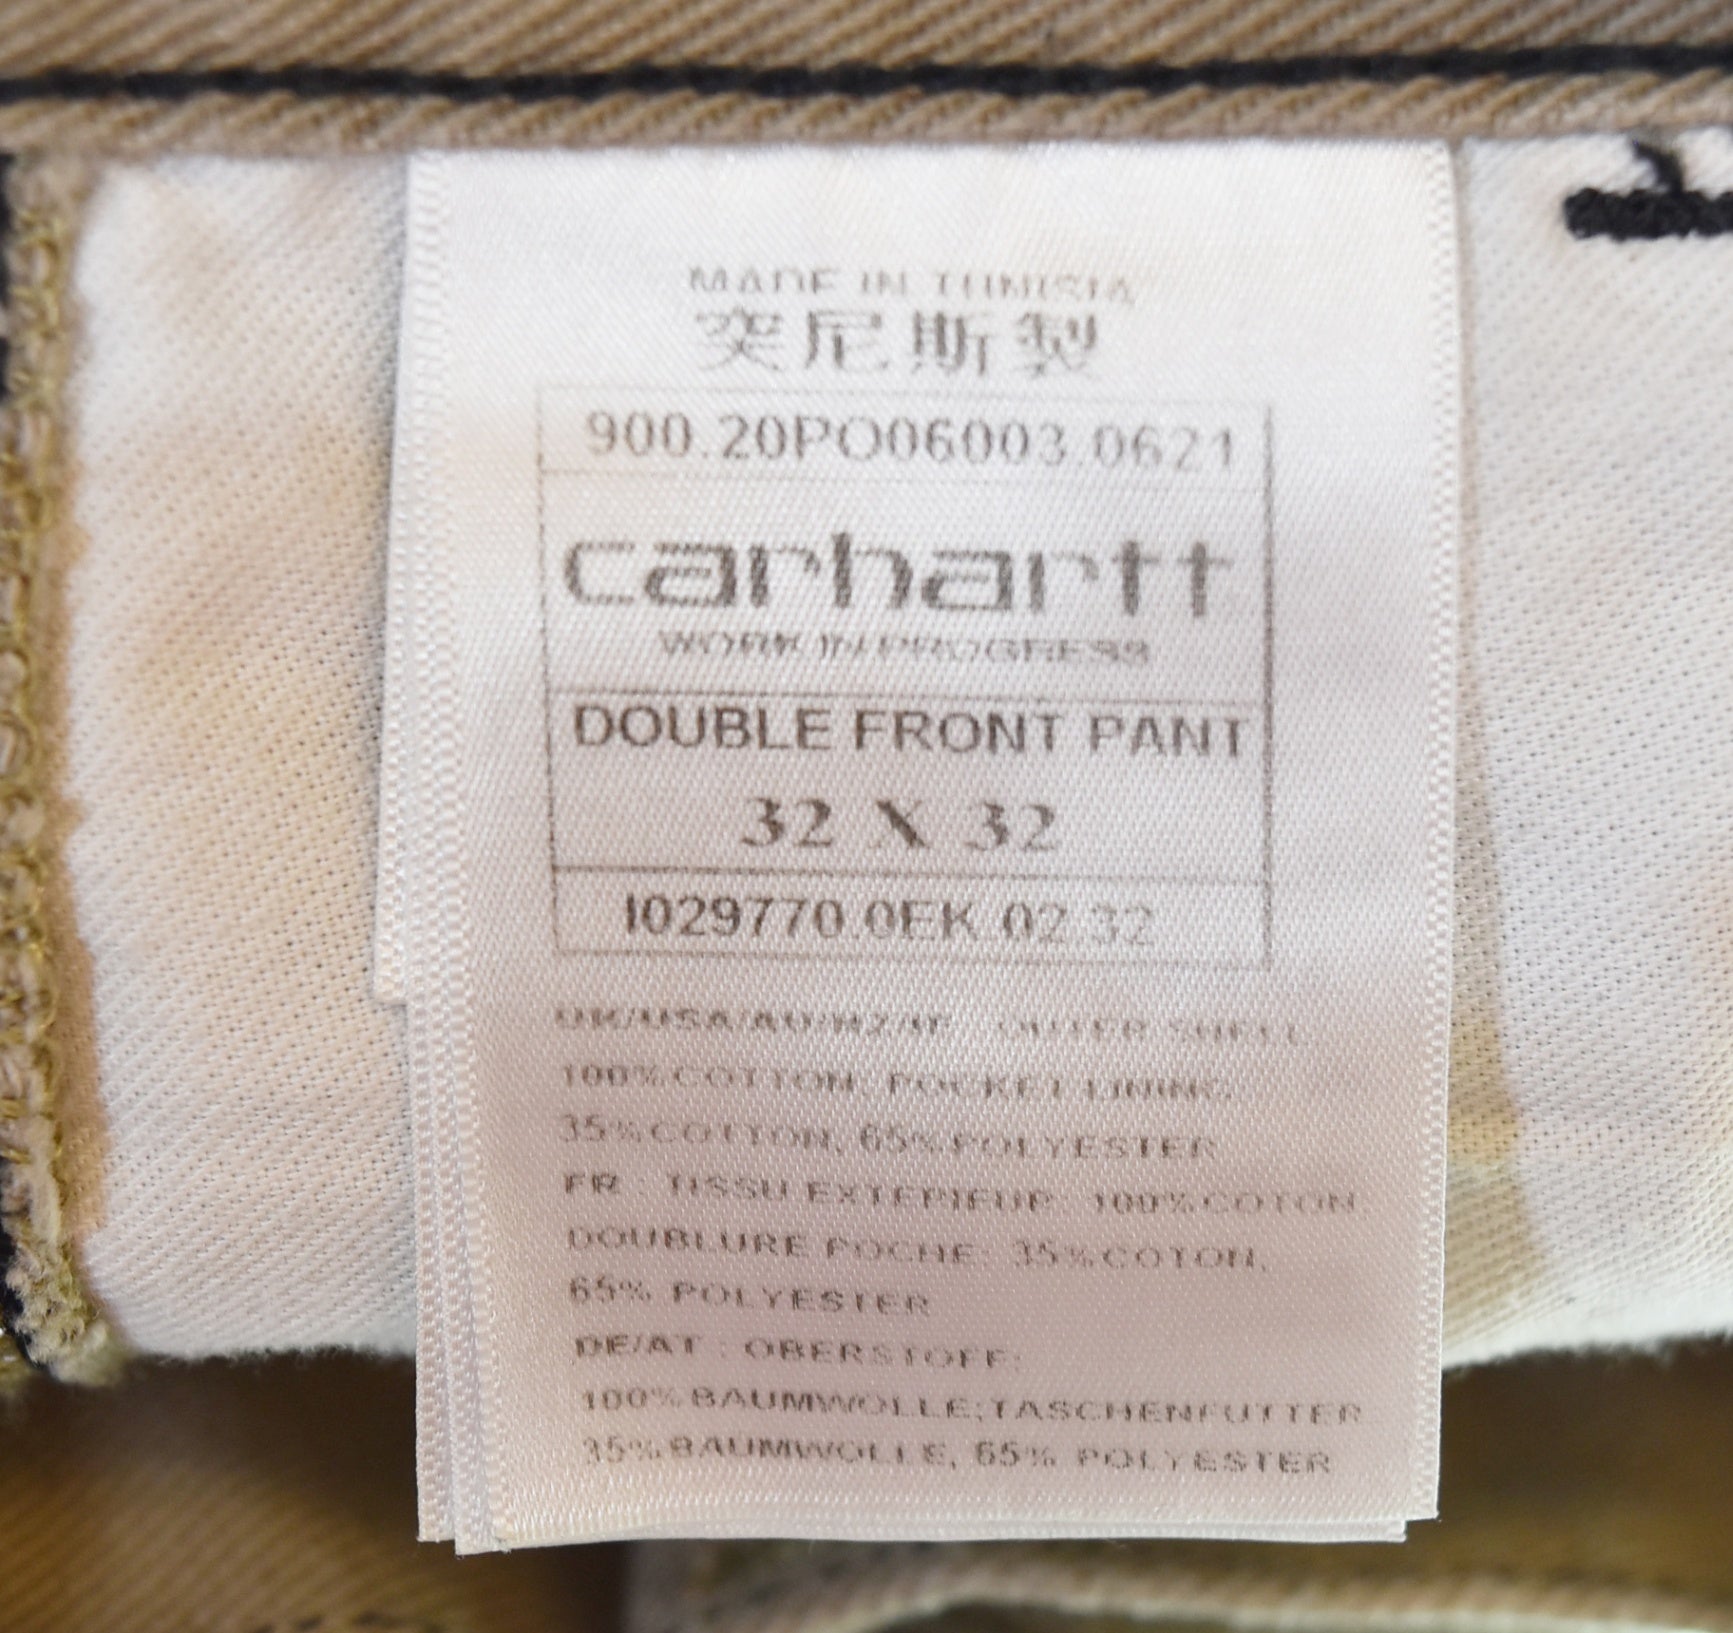 MADE IN TUNISIA
突尼斯製
900.20PO06003.0621
carhartt
WORK IN PROGRESS
DOUBLE FRONT PANT
32 X 32
I029770.0EK.02.32
UK/USA/AU/NZ/IE : OUTER SHELL
100% COTTON; POCKET LINING:
35% COTTON, 65% POLYESTER
FR : TISSU EXTERIEUR: 100% COTON,
DOUBLURE POCHE: 35% COTON,
65% POLYESTER
DE/AT : OBERSTOFF:
100% BAUMWOLLE;TASCHENFUTTER
35% BAUMWOLLE, 65% POLYESTER